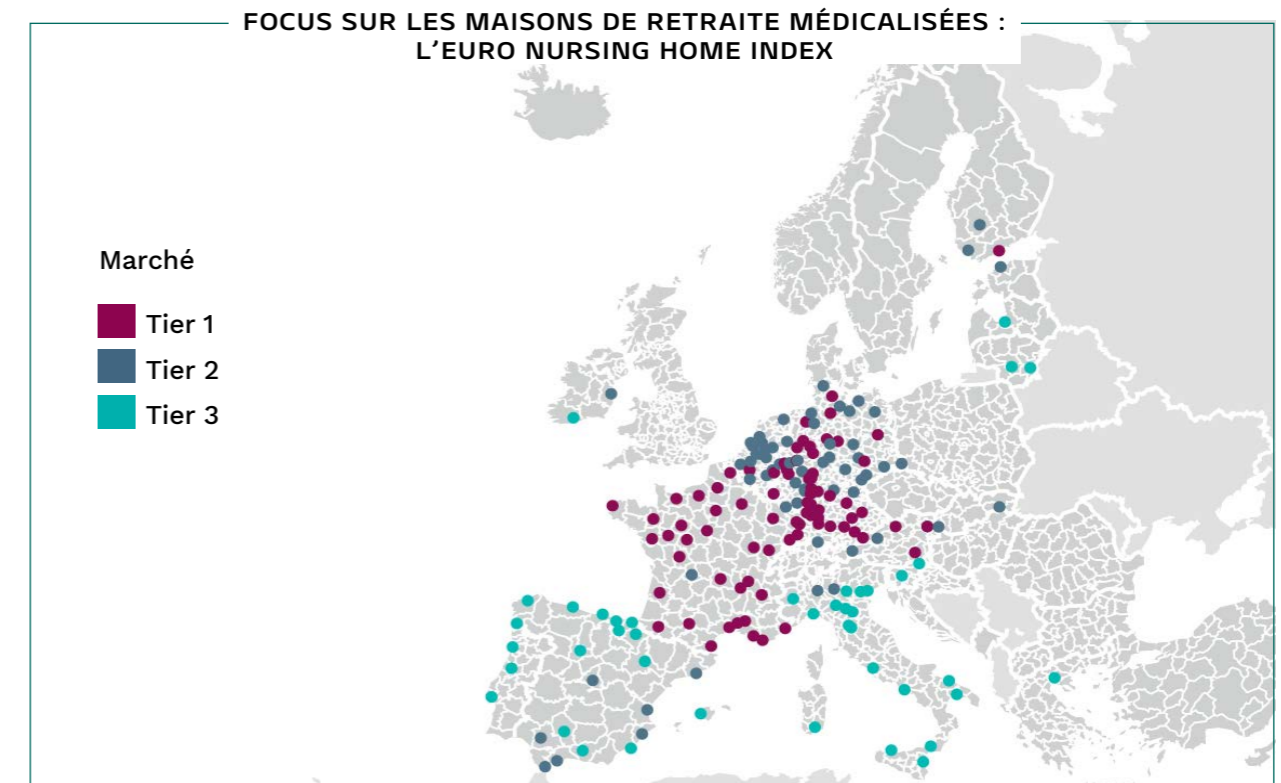 FOCUS SUR LES MAISONS DE RETRAITE MÉDICALISÉES :
L’EURO NURSING HOME INDEX
Marché
Tier 1
Tier 2
Tier 3